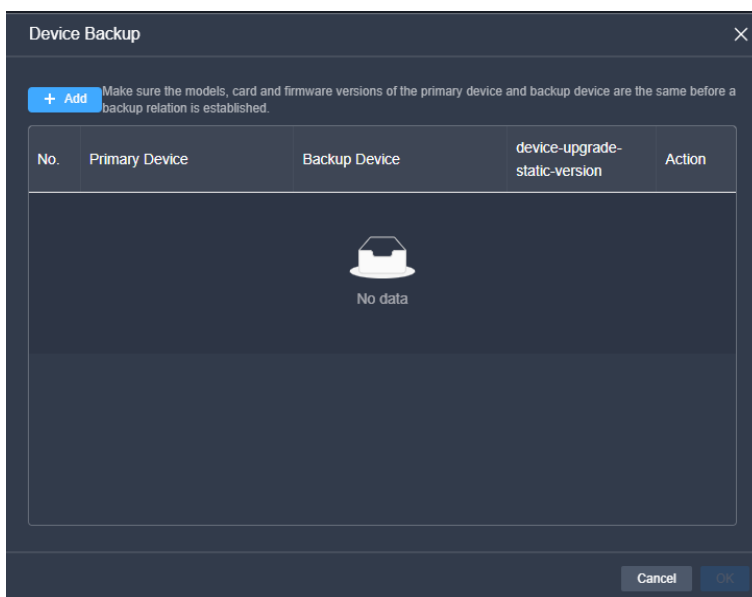 Device Backup
+ Add
Make sure the models, card and firmware versions of the primary device and backup device are the same before a
backup relation is established.
No.
Primary Device
Backup Device
device-upgrade-
static-version
Action
No data
Cancel
OK